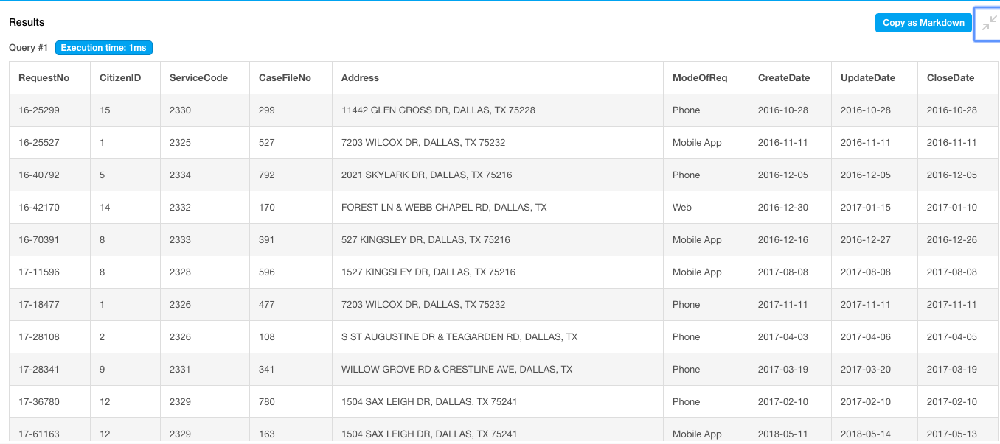 Results
Copy as Markdown
Query #1 Execution time: 1ms
RequestNo CitizenID ServiceCode CaseFileNo Address ModeOfReq CreateDate UpdateDate CloseDate
16-25299 15 2330 299 11442 GLEN CROSS DR, DALLAS, TX 75228 Phone 2016-10-28 2016-10-28 2016-10-28
16-25527 1 2325 527 7203 WILCOX DR, DALLAS, TX 75232 Mobile App 2016-11-11 2016-11-11 2016-11-11
16-40792 5 2334 792 2021 SKYLARK DR, DALLAS, TX 75216 Phone 2016-12-05 2016-12-05 2016-12-05
16-42170 14 2332 170 FOREST LN & WEBB CHAPEL RD, DALLAS, TX Web 2016-12-30 2017-01-15 2017-01-10
16-70391 8 2333 391 527 KINGSLEY DR, DALLAS, TX 75216 Mobile App 2016-12-16 2016-12-27 2016-12-26
17-11596 8 2328 596 1527 KINGSLEY DR, DALLAS, TX 75216 Mobile App 2017-08-08 2017-08-08 2017-08-08
17-18477 1 2326 477 7203 WILCOX DR, DALLAS, TX 75232 Phone 2017-11-11 2017-11-11 2017-11-11
17-28108 2 2326 108 S ST AUGUSTINE DR & TEAGARDEN RD, DALLAS, TX Phone 2017-04-03 2017-04-06 2017-04-05
17-28341 9 2331 341 WILLOW GROVE RD & CRESTLINE AVE, DALLAS, TX Phone 2017-03-19 2017-03-20 2017-03-19
17-36780 12 2329 780 1504 SAX LEIGH DR, DALLAS, TX 75241 Phone 2017-02-10 2017-02-10 2017-02-10
17-61163 12 2329 163 1504 SAX LEIGH DR, DALLAS, TX 75241 Mobile App 2018-05-11 2018-05-14 2017-05-13